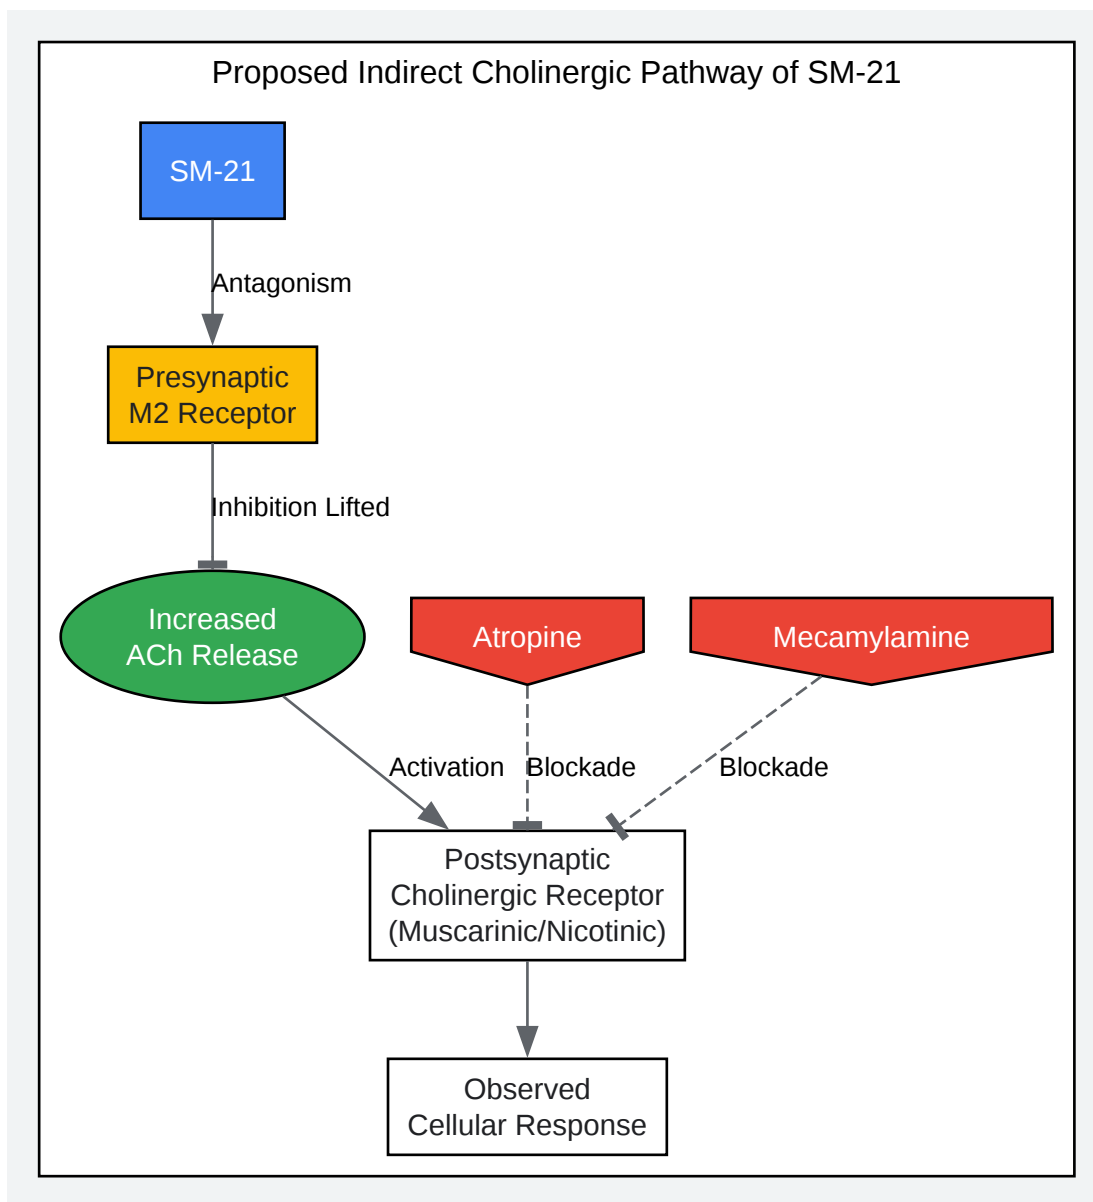 Proposed Indirect Cholinergic Pathway of SM-21
SM-21
Antagonism
Presynaptic
M2 Receptor
Inhibition Lifted
Increased
ACh Release
Atropine
Mecamylamine
Activation
Blockade
Blockade
Postsynaptic
Cholinergic Receptor
(Muscarinic/Nicotinic)
Observed
Cellular Response